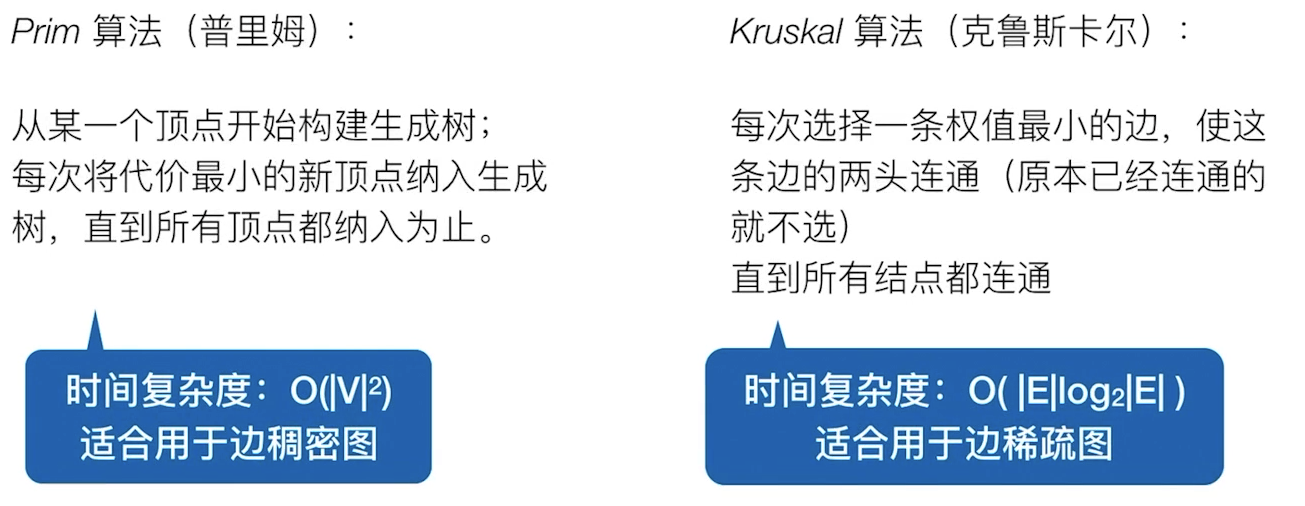 Prim 算法（普里姆）：
从某一个顶点开始构建生成树；
每次将代价最小的新顶点纳入生成
树，直到所有顶点都纳入为止。
时间复杂度：O(|V|²)
适合用于边稠密图
Kruskal 算法（克鲁斯卡尔）：
每次选择一条权值最小的边，使这
条边的两头连通（原本已经连通的
就不选）
直到所有结点都连通
时间复杂度：O( |E|log₂|E| )
适合用于边稀疏图